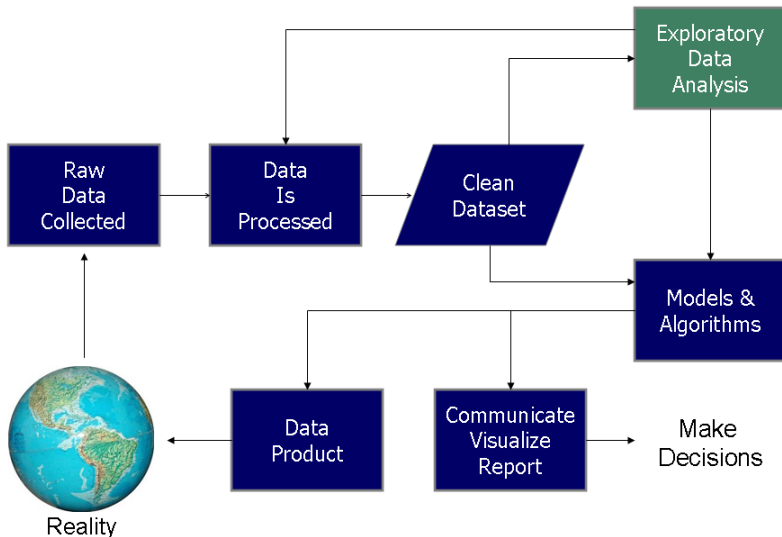 Exploratory
Data
Analysis
Raw
Data
Collected
Data
Is
Processed
Clean
Dataset
Models &
Algorithms
Data
Product
Communicate
Visualize
Report
Make
Decisions
Reality